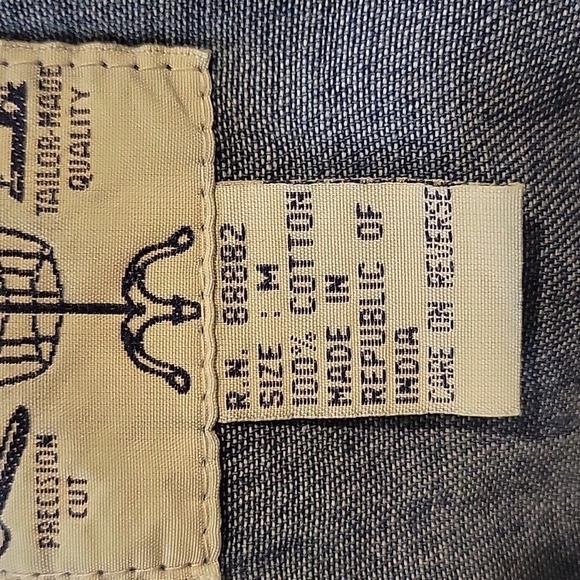 TAILOR-MADE
QUALITY
PRECISION
CUT
R.N. 88882
SIZE : M
100% COTTON
MADE IN
REPUBLIC OF
INDIA
CARE ON REVERSE